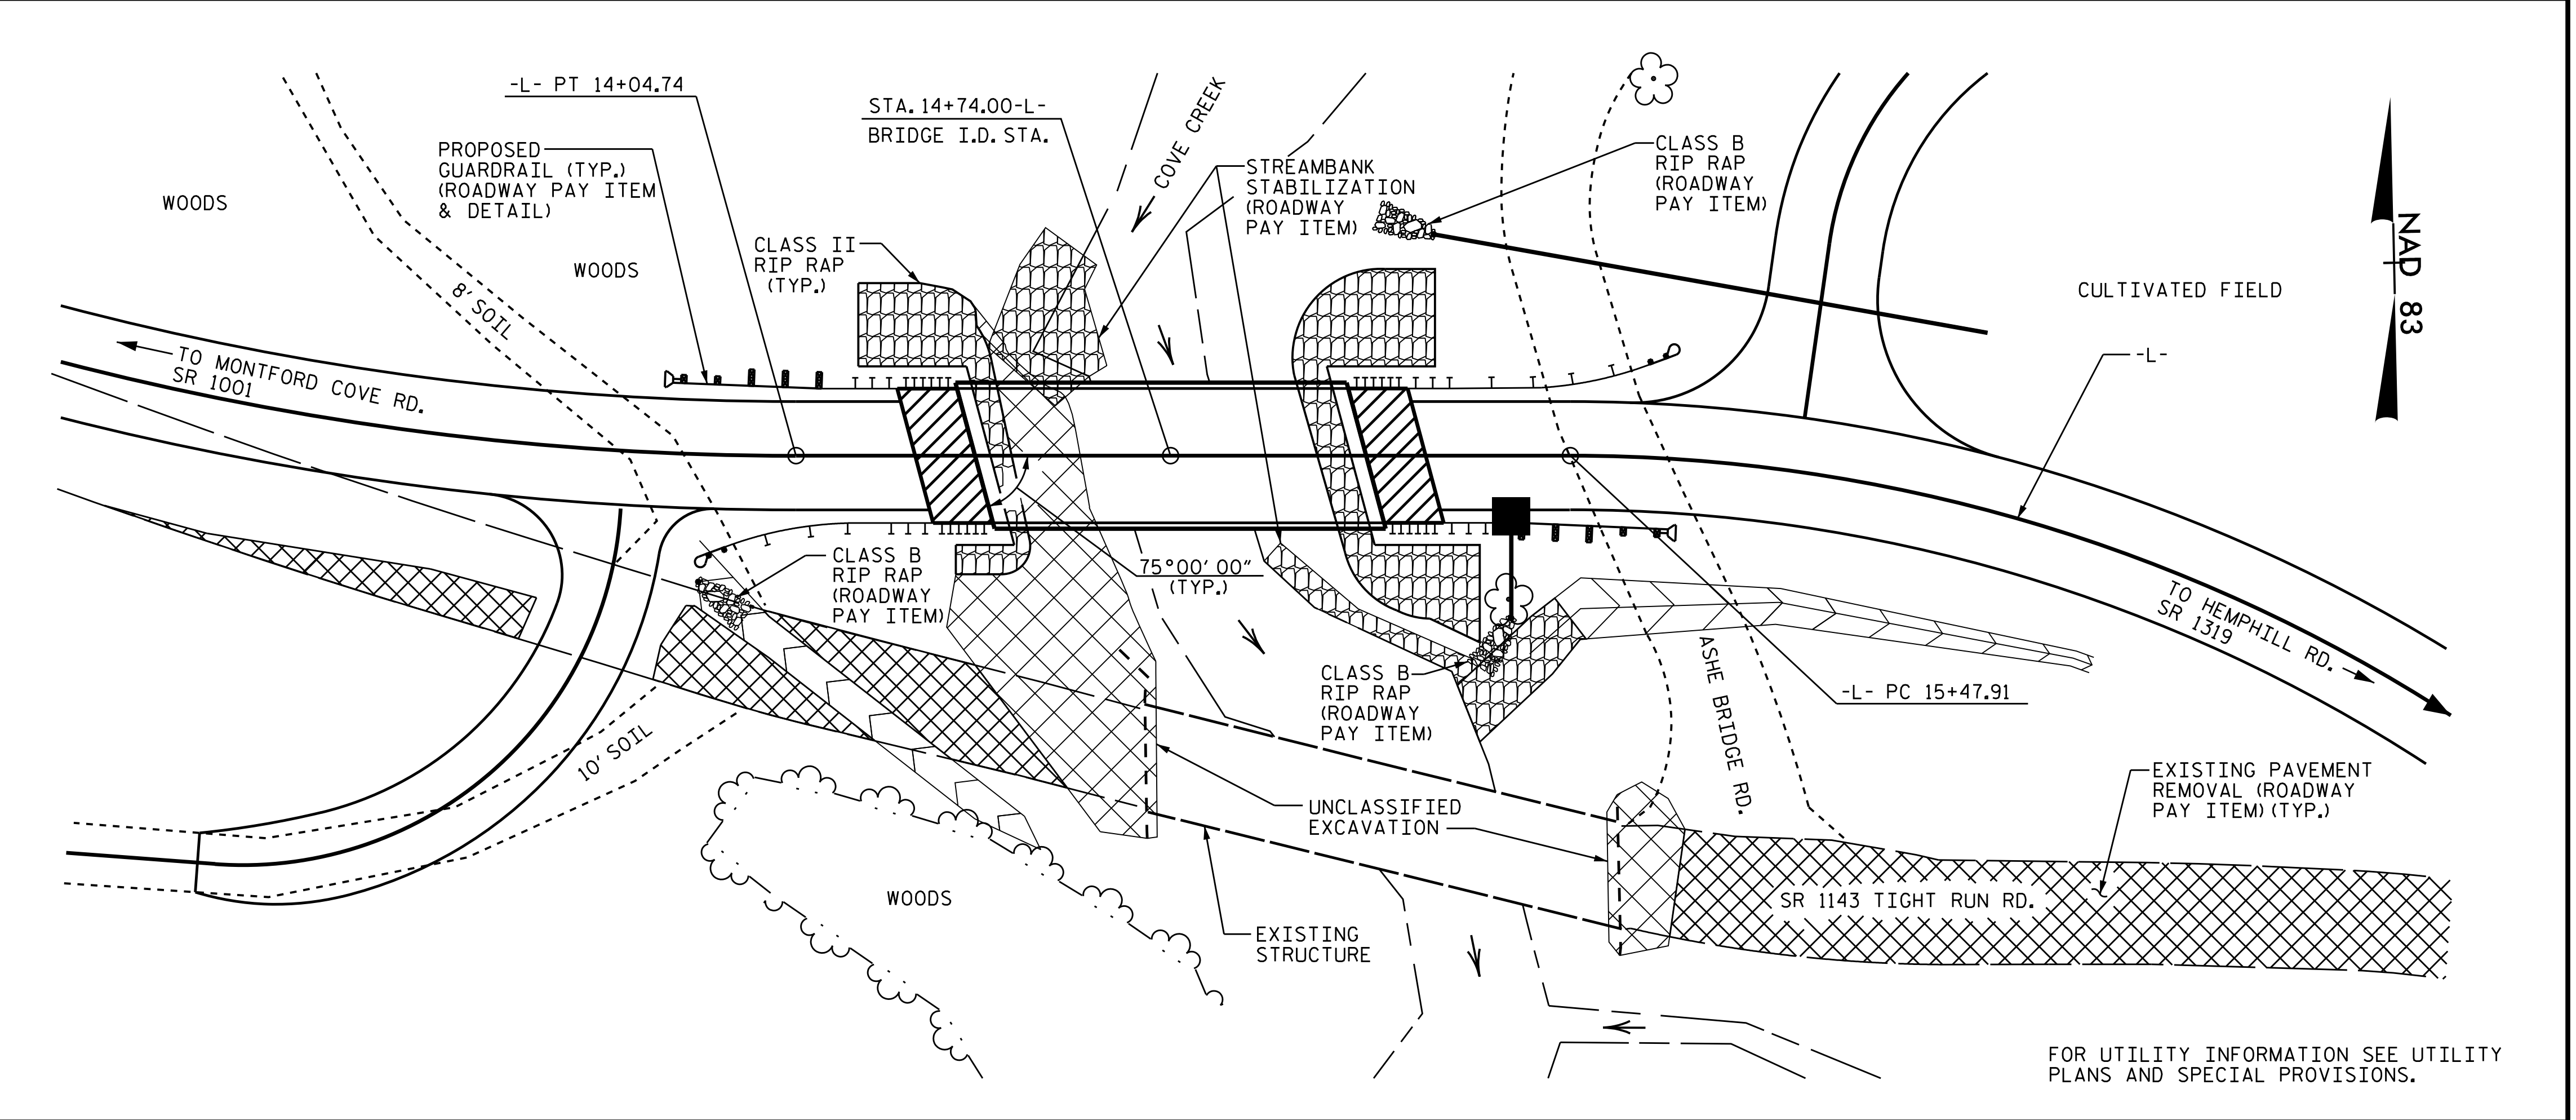 -L- PT 14+04.74
STA. 14+74.00-L-
BRIDGE I.D. STA.
COVE CREEK
PROPOSED
GUARDRAIL (TYP.)
(ROADWAY PAY ITEM
& DETAIL)
STREAMBANK
STABILIZATION
(ROADWAY
PAY ITEM)
CLASS B
RIP RAP
(ROADWAY
PAY ITEM)
WOODS
WOODS
CLASS II
RIP RAP
(TYP.)
NAD 83
CULTIVATED FIELD
8' SOIL
-L-
TO MONTFORD COVE RD.
SR 1001
CLASS B
RIP RAP
(ROADWAY
PAY ITEM)
75°00'00"
(TYP.)
TO HEMPHILL RD.
SR 1319
CLASS B
RIP RAP
(ROADWAY
PAY ITEM)
ASHE BRIDGE RD.
-L- PC 15+47.91
10' SOIL
EXISTING PAVEMENT
REMOVAL (ROADWAY
PAY ITEM) (TYP.)
UNCLASSIFIED
EXCAVATION
WOODS
SR 1143 TIGHT RUN RD.
EXISTING
STRUCTURE
FOR UTILITY INFORMATION SEE UTILITY
PLANS AND SPECIAL PROVISIONS.